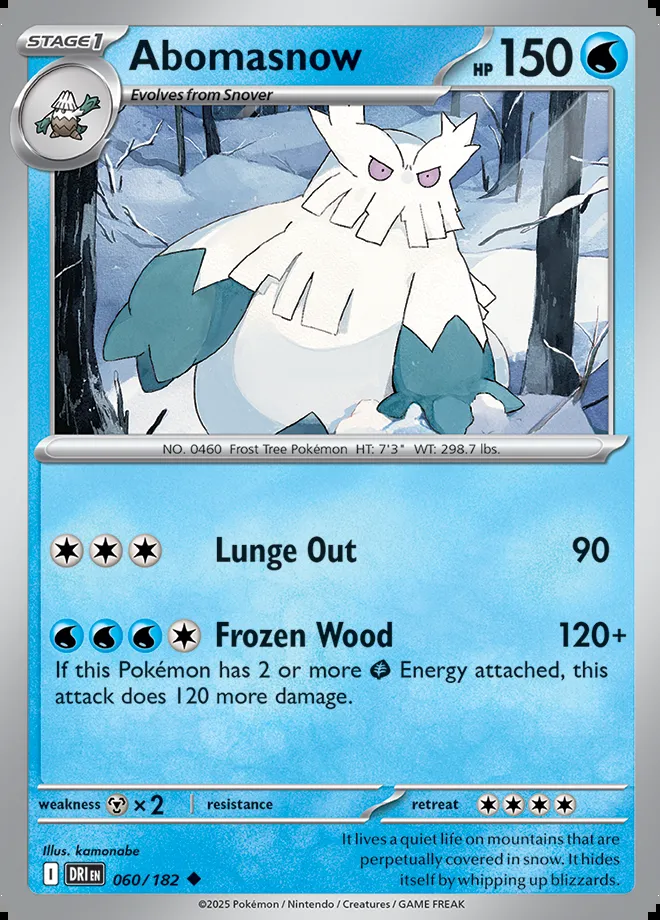 STAGE1
Abomasnow
HP 150
Evolves from Snover
NO. 0460 Frost Tree Pokémon HT: 7'3" WT: 298.7 lbs.
Lunge Out 90
Frozen Wood 120+
If this Pokémon has 2 or more Energy attached, this
attack does 120 more damage.
weakness ×2 resistance retreat
Illus. kamonabe
It lives a quiet life on mountains that are
perpetually covered in snow. It hides
itself by whipping up blizzards.
I DRI EN 060/182
©2025 Pokémon / Nintendo / Creatures / GAME FREAK